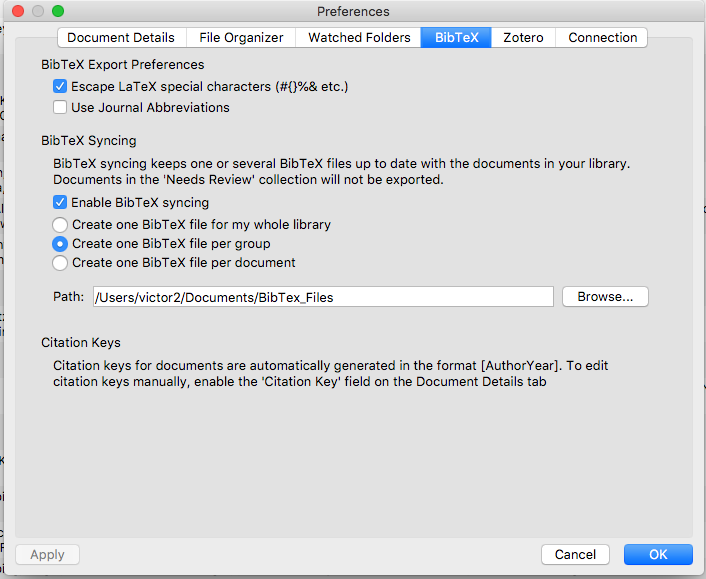 Preferences
Document Details File Organizer Watched Folders BibTeX Zotero Connection
BibTeX Export Preferences
Escape LaTeX special characters (#{}%& etc.)
Use Journal Abbreviations
BibTeX Syncing
BibTeX syncing keeps one or several BibTeX files up to date with the documents in your library.
Documents in the 'Needs Review' collection will not be exported.
Enable BibTeX syncing
Create one BibTeX file for my whole library
Create one BibTeX file per group
Create one BibTeX file per document
Path: /Users/victor2/Documents/BibTex_Files Browse...
Citation Keys
Citation keys for documents are automatically generated in the format [AuthorYear]. To edit
citation keys manually, enable the 'Citation Key' field on the Document Details tab
Apply Cancel OK